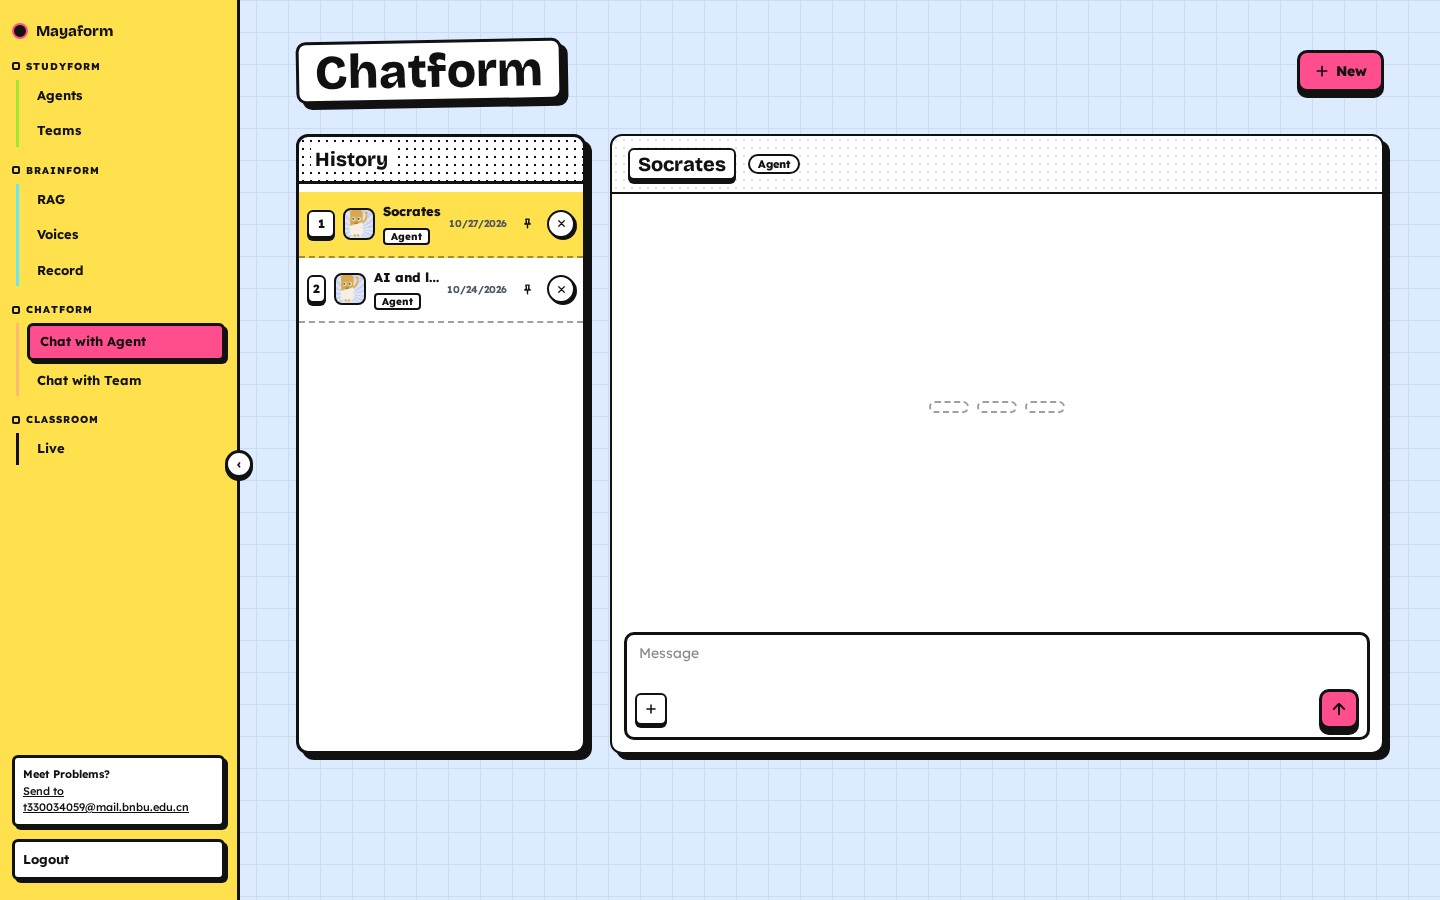 Mayaform
STUDYFORM
Agents
Teams
BRAINFORM
RAG
Voices
Record
CHATFORM
Chat with Agent
Chat with Team
CLASSROOM
Live
Meet Problems?
Send to
t330034059@mail.bnbu.edu.cn
Logout
Chatform
New
History
1
Socrates
Agent
10/27/2026
2
AI and l...
Agent
10/24/2026
Socrates
Agent
Message